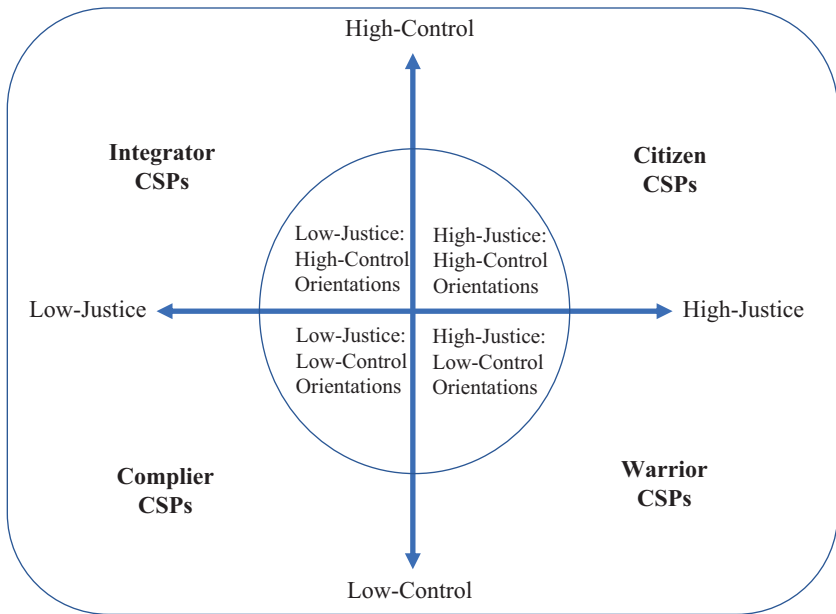 High-Control
Integrator
CSPs
Citizen
CSPs
Low-Justice:
High-Control
Orientations
High-Justice:
High-Control
Orientations
Low-Justice
High-Justice
Low-Justice:
Low-Control
Orientations
High-Justice:
Low-Control
Orientations
Complier
CSPs
Warrior
CSPs
Low-Control